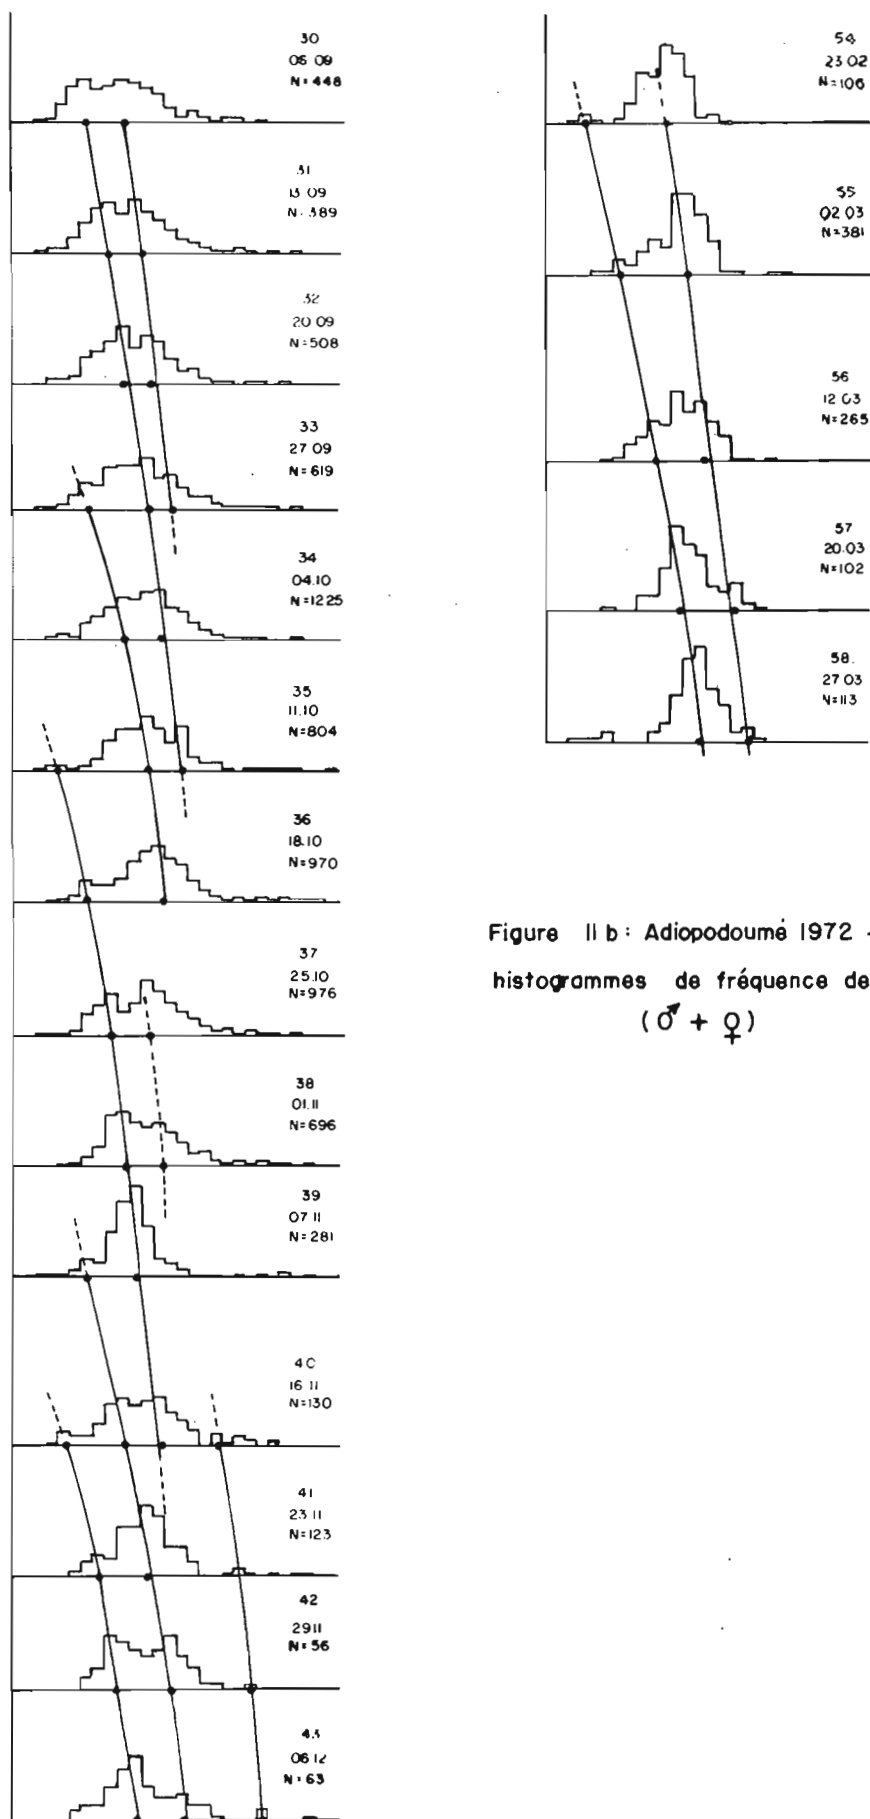 30
06 09
N=448
31
13 09
N=389
32
20 09
N=508
33
27 09
N=619
34
04.10
N=1225
35
11.10
N=804
36
18.10
N=970
37
25.10
N=976
38
01.11
N=696
39
07 11
N=281
40
16 11
N=130
41
23 11
N=123
42
29 11
N=56
43
06 12
N=63
54
23 02
N=106
55
02 03
N=381
56
12 03
N=265
57
20.03
N=102
58.
27 03
N=113
Figure 11 b : Adiopodoumé 1972 -
histogrammes de fréquence de
(♂ + ♀)